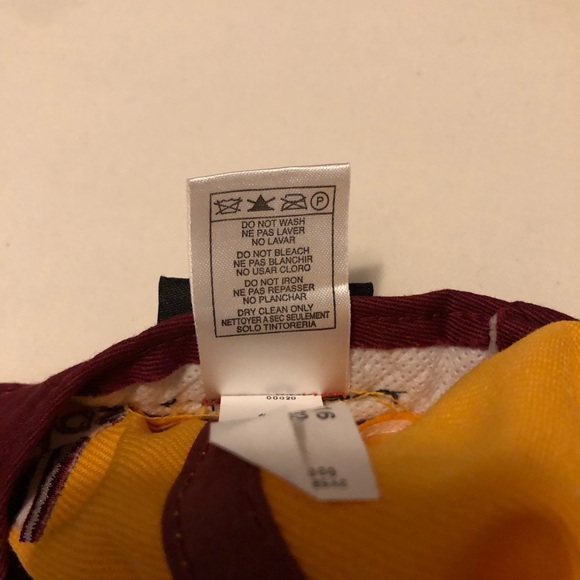 P
DO NOT WASH
NE PAS LAVER
NO LAVAR
DO NOT BLEACH
NE PAS BLANCHIR
NO USAR CLORO
DO NOT IRON
NE PAS REPASSER
NO PLANCHAR
DRY CLEAN ONLY
NETTOYER A SEC SEULEMENT
SOLO TINTORERIA
00020